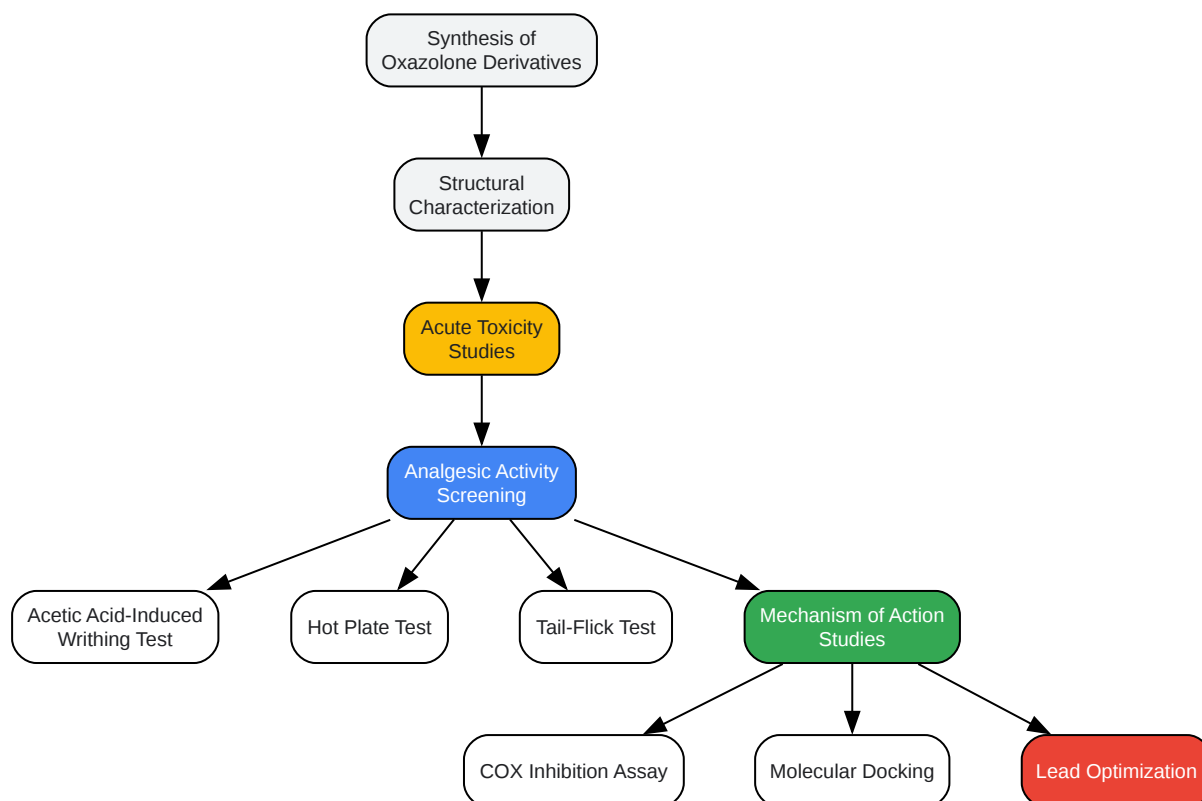 Synthesis of
Oxazolone Derivatives
Structural
Characterization
Acute Toxicity
Studies
Analgesic Activity
Screening
Acetic Acid-Induced
Writhing Test
Hot Plate Test
Tail-Flick Test
Mechanism of Action
Studies
COX Inhibition Assay
Molecular Docking
Lead Optimization